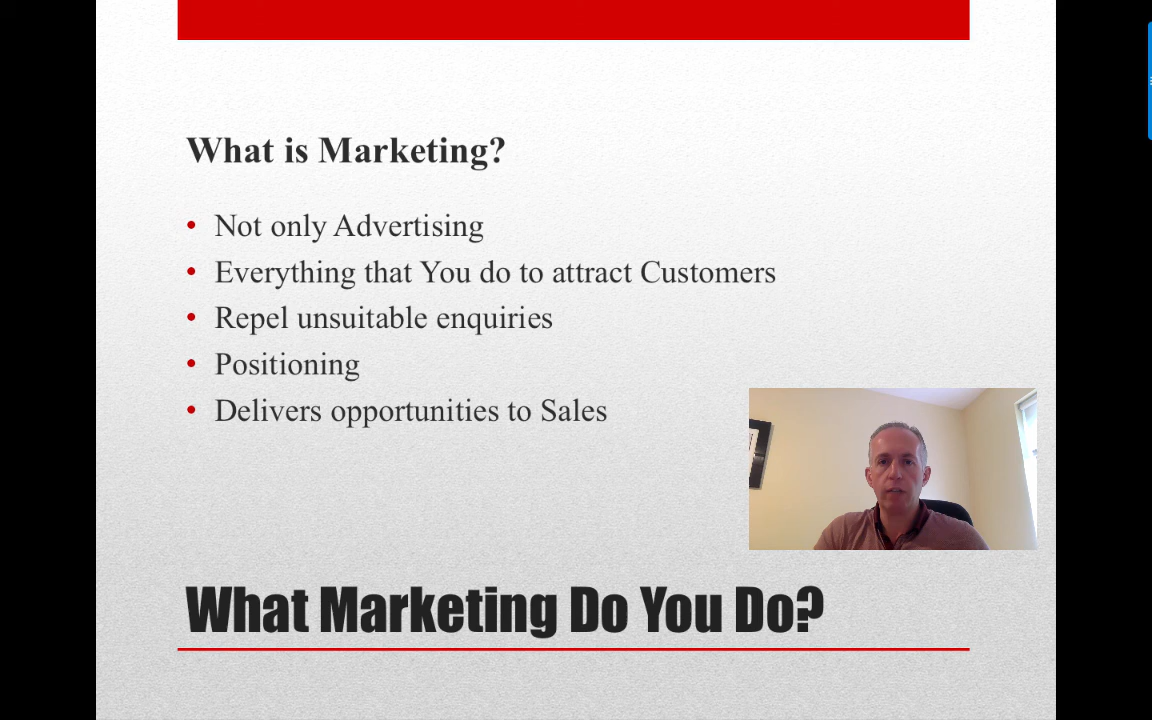 What is Marketing?
Not only Advertising
Everything that You do to attract Customers
Repel unsuitable enquiries
Positioning
Delivers opportunities to Sales
What Marketing Do You Do?